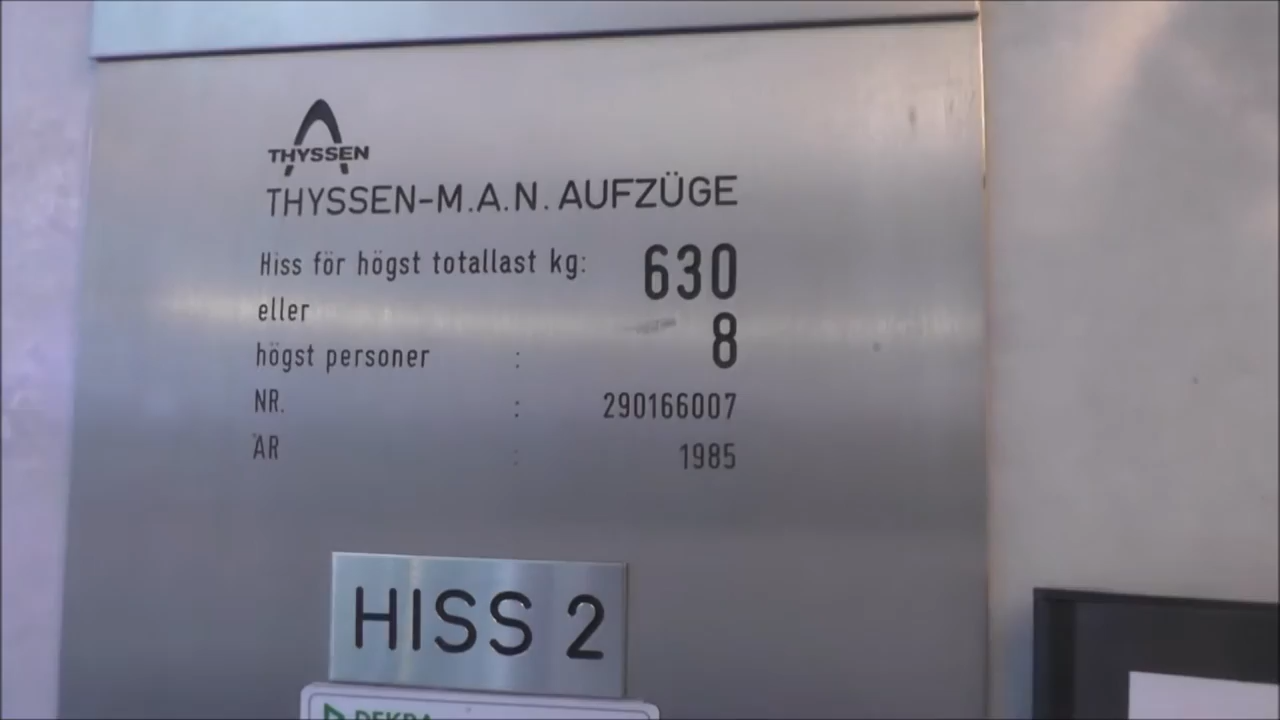 THYSSEN
THYSSEN-M.A.N. AUFZÜGE
Hiss för högst totallast kg: 630
eller
högst personer : 8
NR. : 290166007
ÅR : 1985
HISS 2
DEKRA